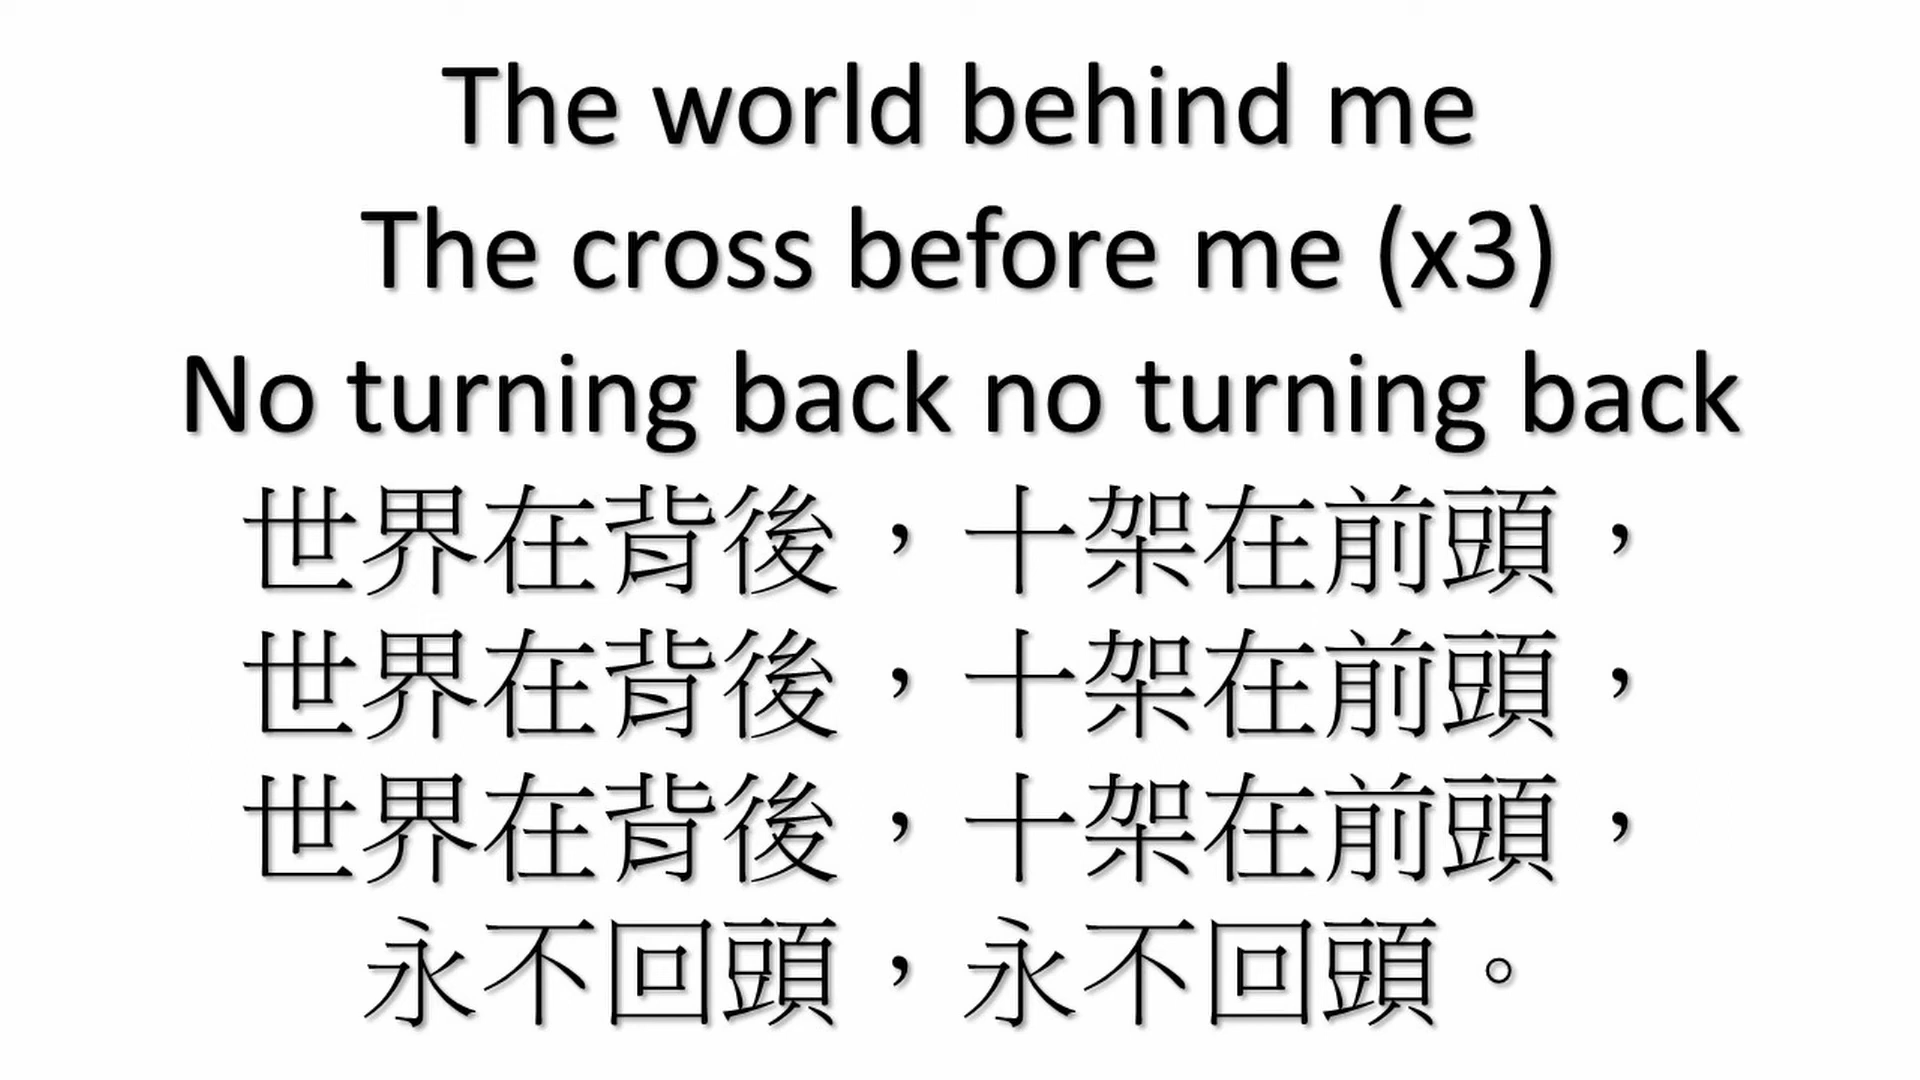 The world behind me
The cross before me (x3)
No turning back no turning back
世界在背後，十架在前頭，
世界在背後，十架在前頭，
世界在背後，十架在前頭，
永不回頭，永不回頭。